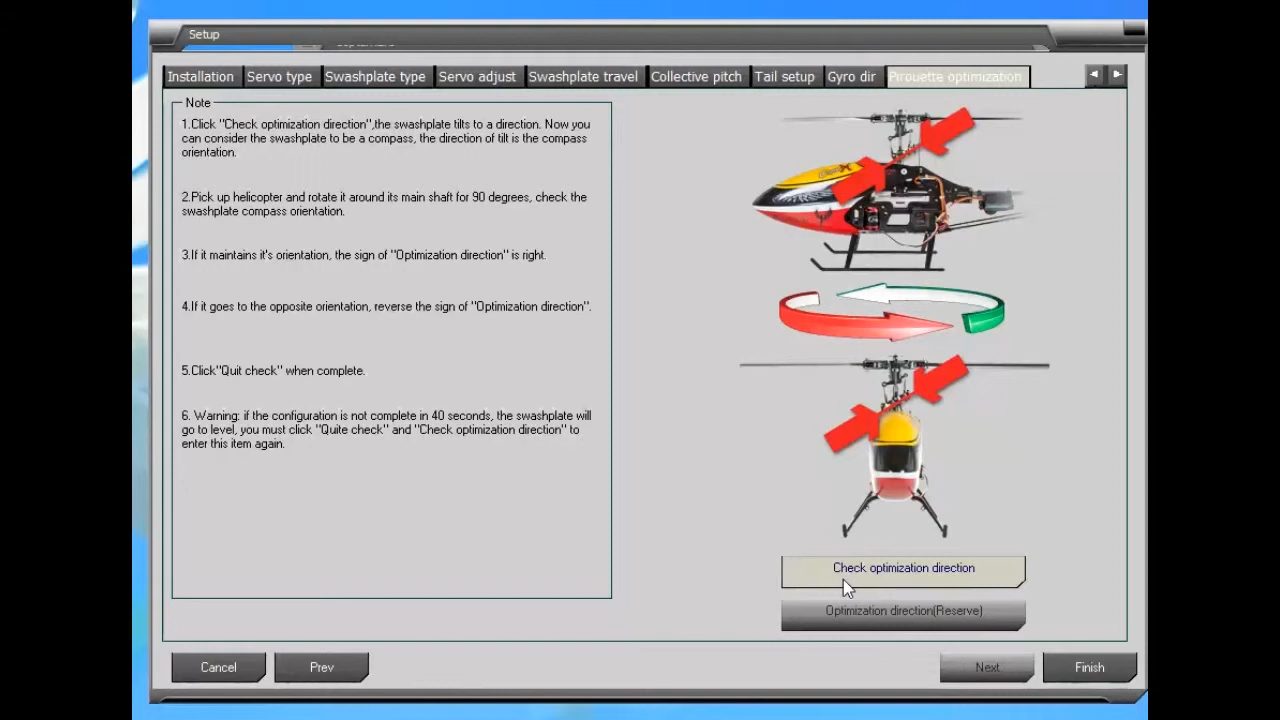 Setup
Installation
Servo type
Swashplate type
Servo adjust
Swashplate travel
Collective pitch
Tail setup
Gyro dir
Pirouette optimization
Note
1.Click "Check optimization direction",the swashplate tilts to a direction. Now you
can consider the swashplate to be a compass, the direction of tilt is the compass
orientation.
2.Pick up helicopter and rotate it around its main shaft for 90 degrees, check the
swashplate compass orientation.
3.If it maintains it's orientation, the sign of "Optimization direction" is right.
4.If it goes to the opposite orientation, reverse the sign of "Optimization direction".
5.Click"Quit check" when complete.
6. Warning: if the configuration is not complete in 40 seconds, the swashplate will
go to level, you must click "Quite check" and "Check optimization direction" to
enter this item again.
Check optimization direction
Optimization direction(Reserve)
Cancel
Prev
Next
Finish